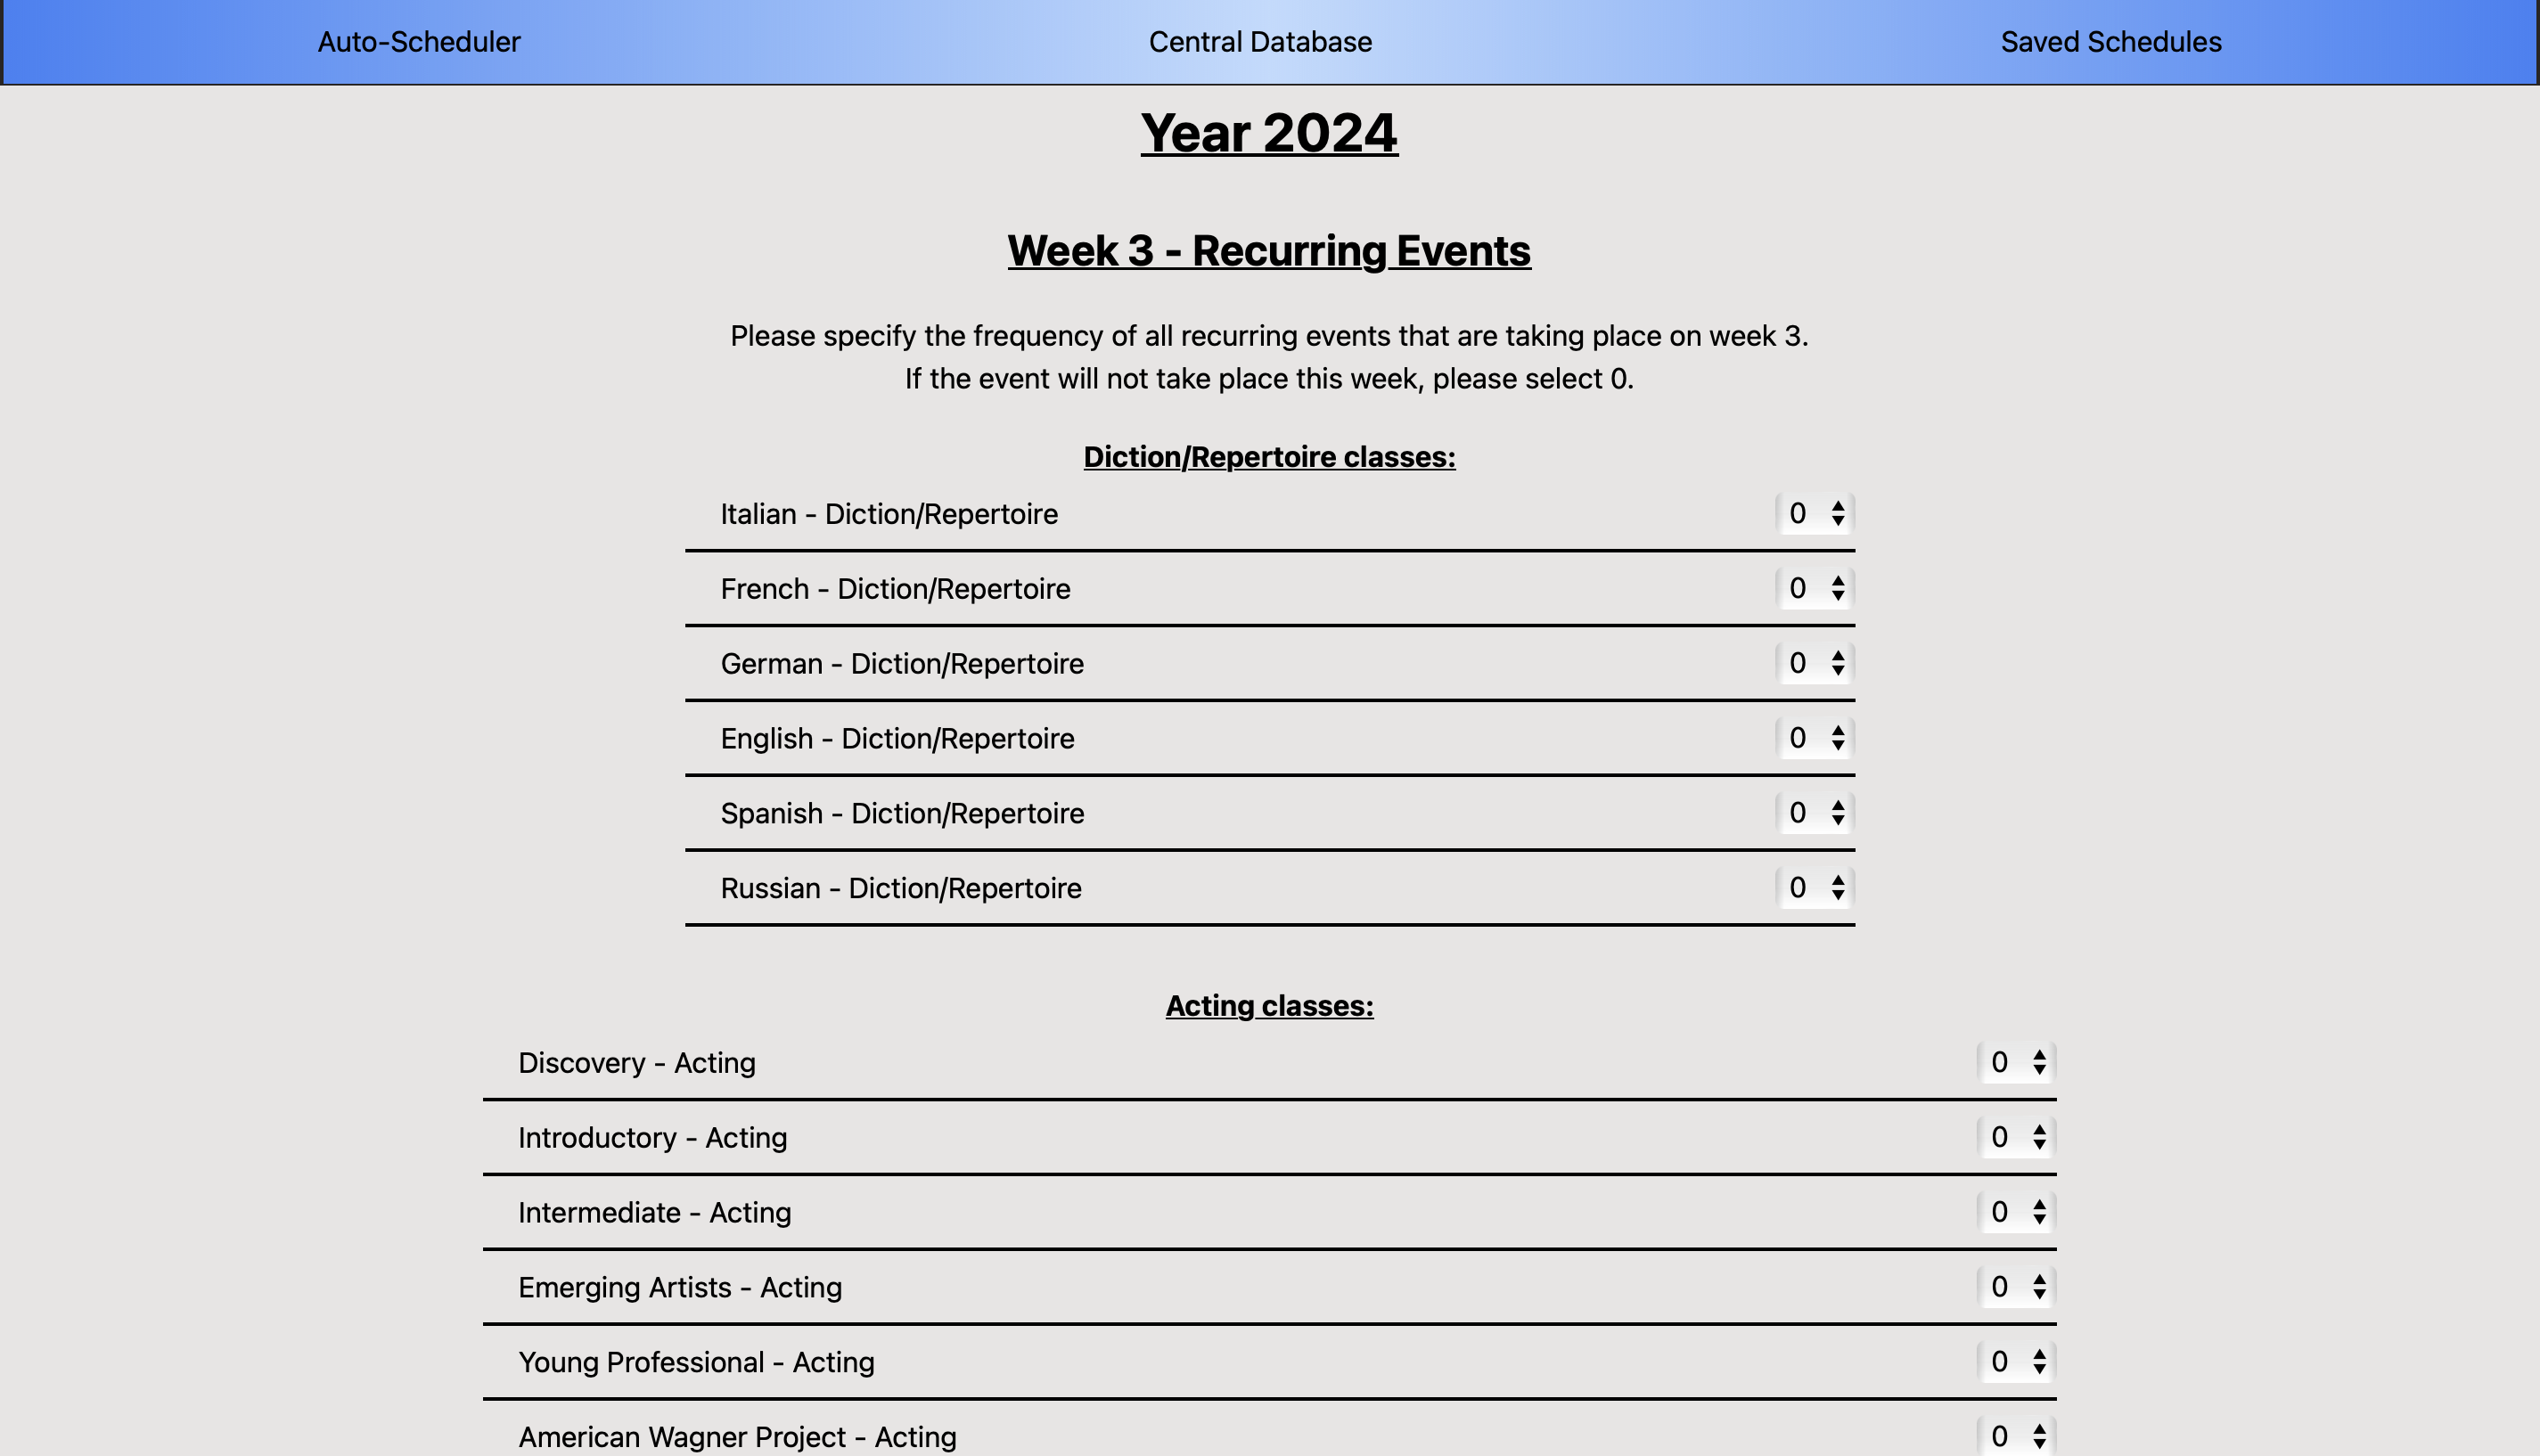 Auto-Scheduler Central Database Saved Schedules
Year 2024
Week 3 - Recurring Events
Please specify the frequency of all recurring events that are taking place on week 3.
If the event will not take place this week, please select 0.
Diction/Repertoire classes:
Italian - Diction/Repertoire 0
French - Diction/Repertoire 0
German - Diction/Repertoire 0
English - Diction/Repertoire 0
Spanish - Diction/Repertoire 0
Russian - Diction/Repertoire 0
Acting classes:
Discovery - Acting 0
Introductory - Acting 0
Intermediate - Acting 0
Emerging Artists - Acting 0
Young Professional - Acting 0
American Wagner Project - Acting 0